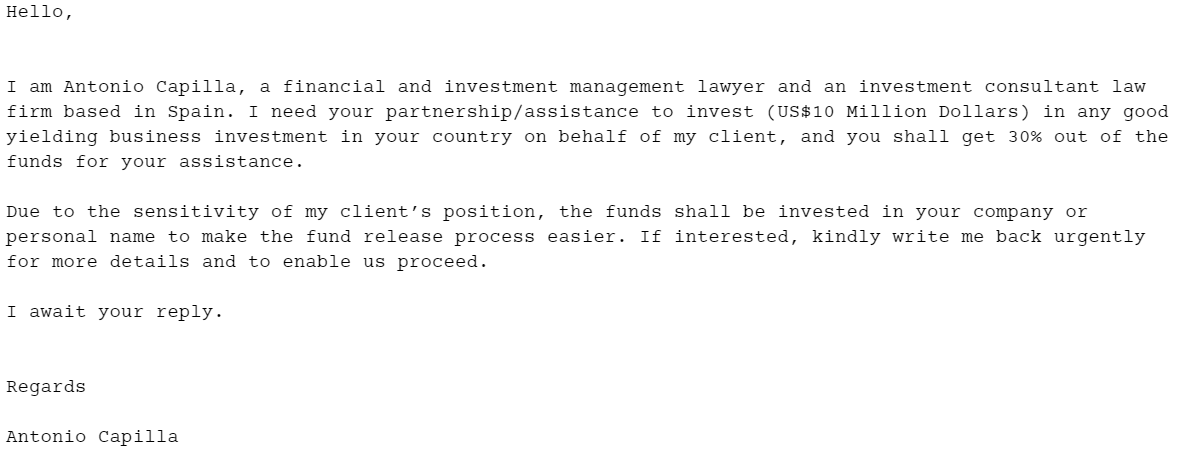 Hello,
I am Antonio Capilla, a financial and investment management lawyer and an investment consultant law
firm based in Spain. I need your partnership/assistance to invest (US$10 Million Dollars) in any good
yielding business investment in your country on behalf of my client, and you shall get 30% out of the
funds for your assistance.
Due to the sensitivity of my client’s position, the funds shall be invested in your company or
personal name to make the fund release process easier. If interested, kindly write me back urgently
for more details and to enable us proceed.
I await your reply.
Regards
Antonio Capilla